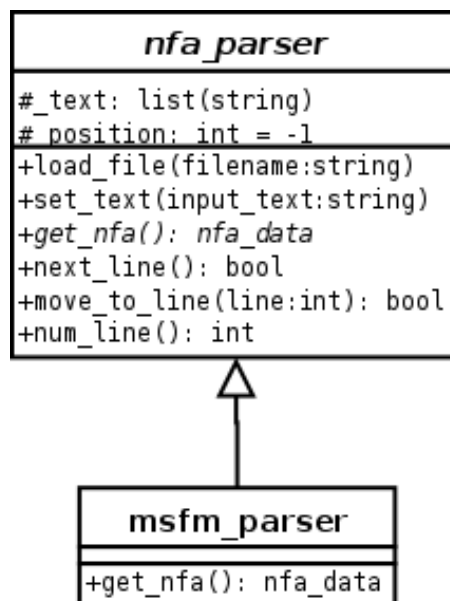 nfa_parser
#_text: list(string)
#_position: int = -1
+load_file(filename:string)
+set_text(input_text:string)
+get_nfa(): nfa_data
+next_line(): bool
+move_to_line(line:int): bool
+num_line(): int
msfm_parser
+get_nfa(): nfa_data